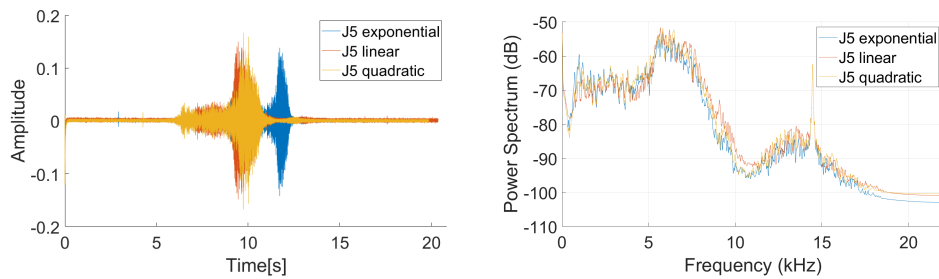 0.2
0.1
0
-0.1
-0.2
Amplitude
0
5
10
15
20
Time[s]
J5 exponential
J5 linear
J5 quadratic
-50
-60
-70
-80
-90
-100
-110
Power Spectrum (dB)
0
5
10
15
20
Frequency (kHz)
J5 exponential
J5 linear
J5 quadratic